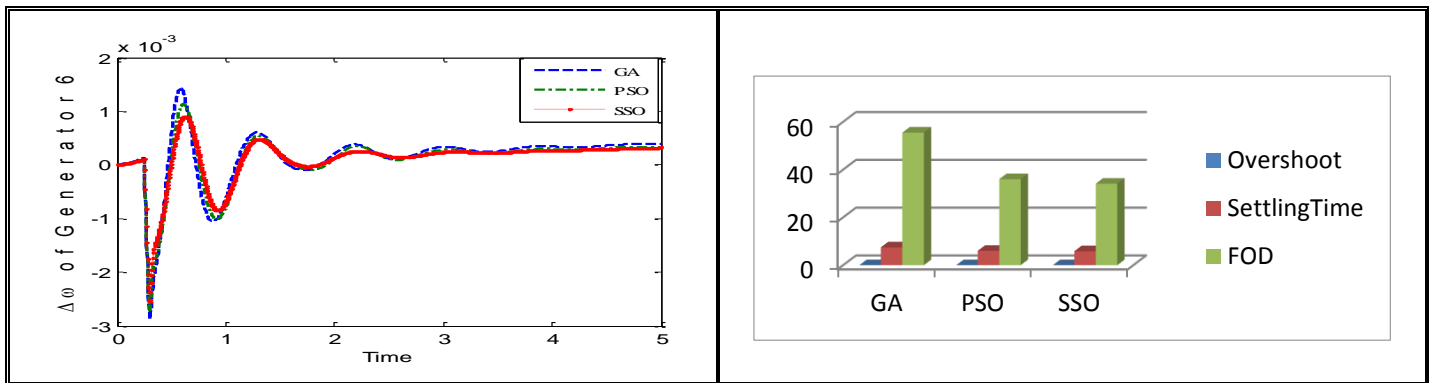 x 10⁻³
2
1
0
-1
-2
-3
Δω of Generator 6
0 1 2 3 4 5
Time
GA
PSO
SSO
60
40
20
0
GA PSO SSO
Overshoot
SettlingTime
FOD